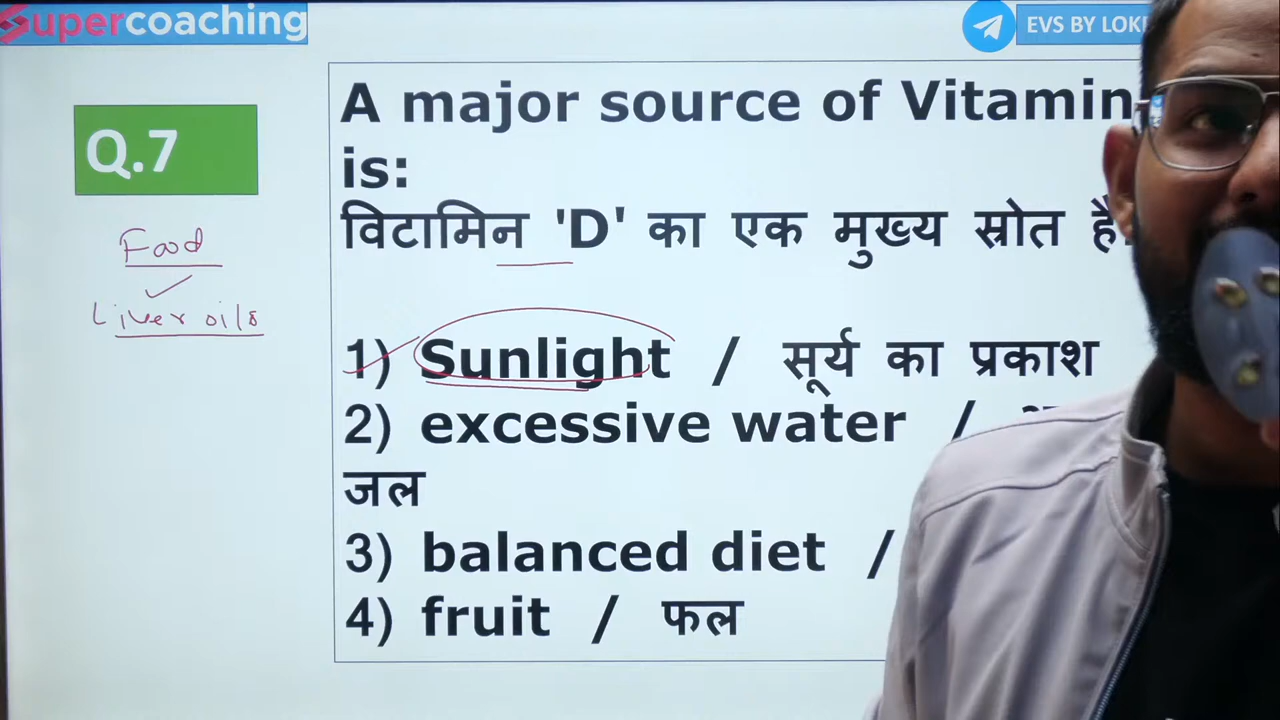 Supercoaching
EVS BY LOKE
Q.7
A major source of Vitamin
is:
विटामिन 'D' का एक मुख्य स्रोत है
Food
Liver oils
1) Sunlight / सूर्य का प्रकाश
2) excessive water /
जल
3) balanced diet /
4) fruit / फल